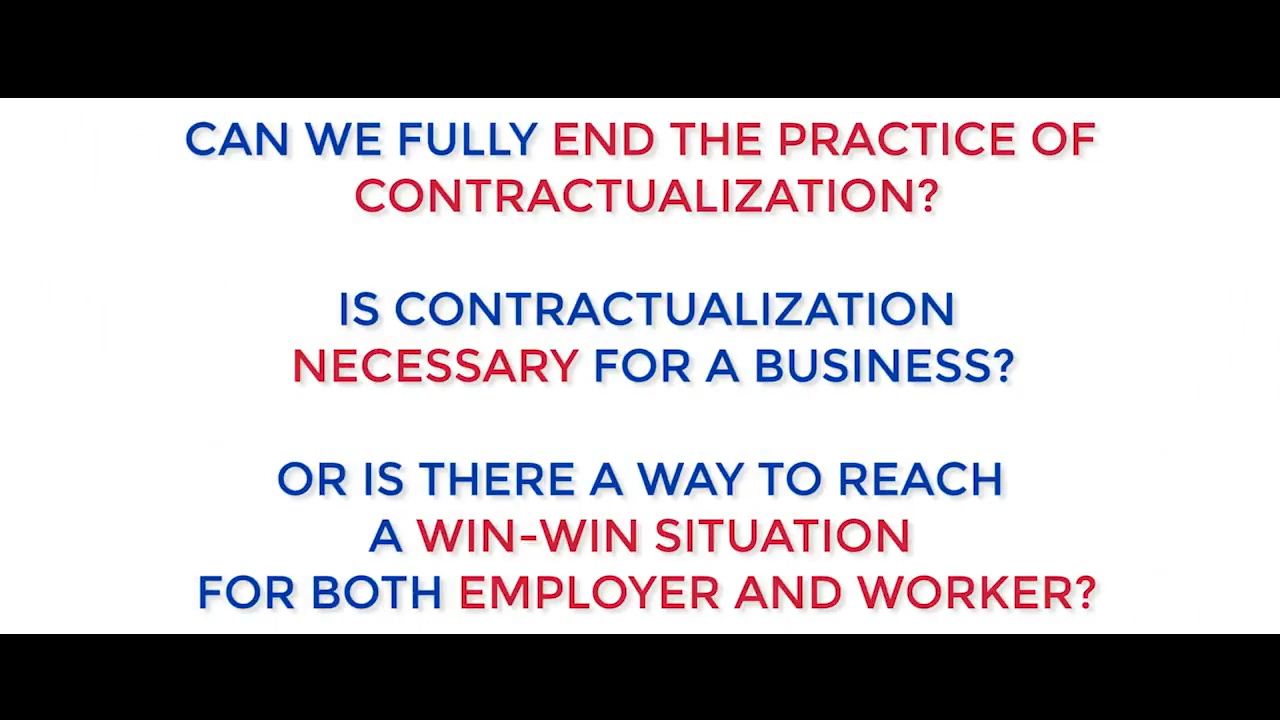 CAN WE FULLY END THE PRACTICE OF
CONTRACTUALIZATION?
IS CONTRACTUALIZATION
NECESSARY FOR A BUSINESS?
OR IS THERE A WAY TO REACH
A WIN-WIN SITUATION
FOR BOTH EMPLOYER AND WORKER?